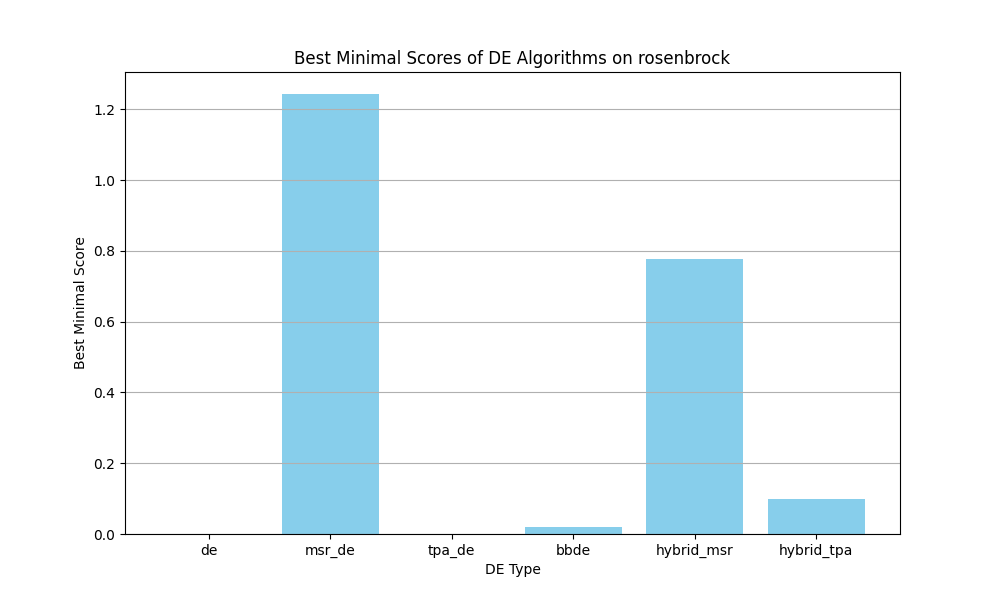 Best Minimal Scores of DE Algorithms on rosenbrock
Best Minimal Score
1.2
1.0
0.8
0.6
0.4
0.2
0.0
de msr_de tpa_de bbde hybrid_msr hybrid_tpa
DE Type